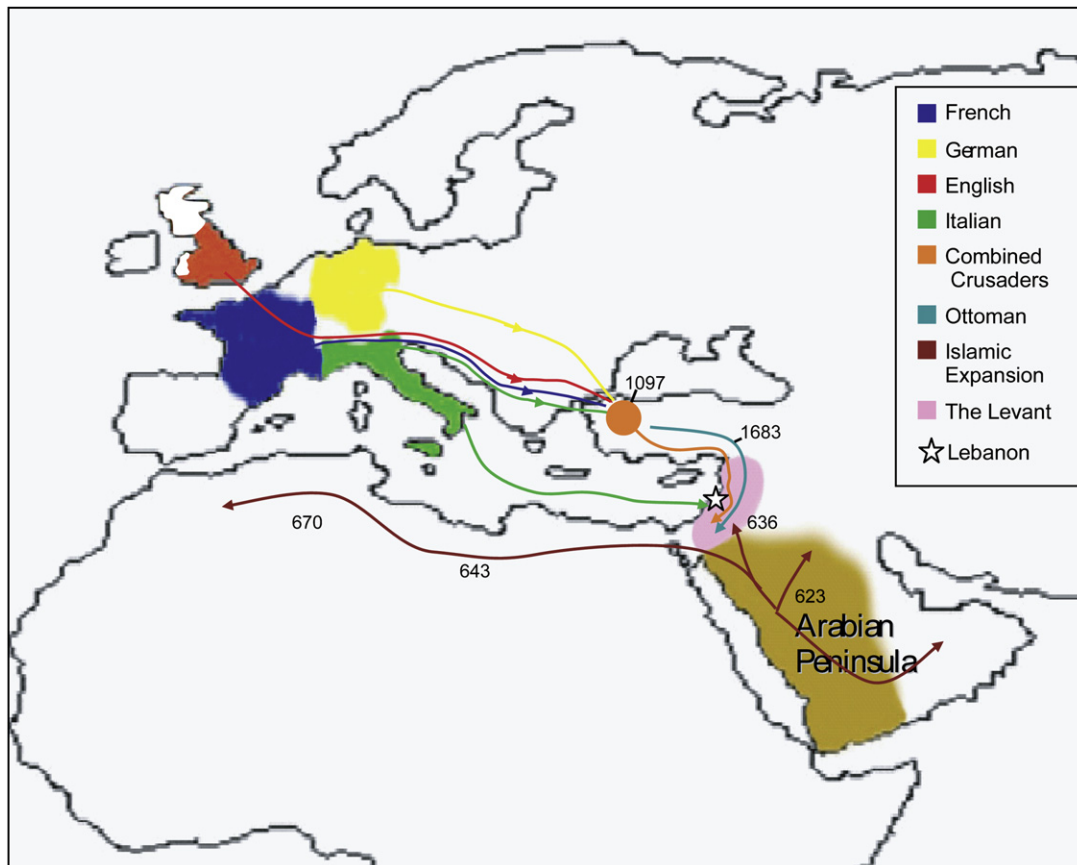 French
German
English
Italian
Combined
Crusaders
Ottoman
Islamic
Expansion
The Levant
Lebanon
1097
1683
636
670
643
623
Arabian
Peninsula